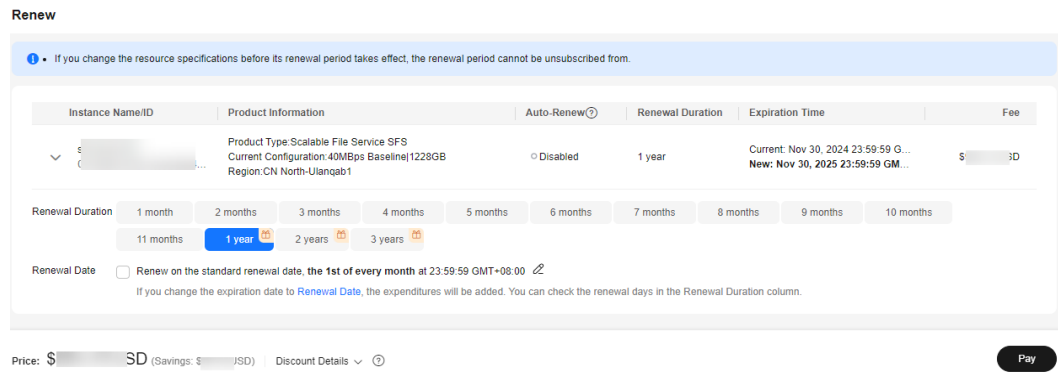 Renew
• If you change the resource specifications before its renewal period takes effect, the renewal period cannot be unsubscribed from.
Instance Name/ID Product Information Auto-Renew Renewal Duration Expiration Time Fee
Product Type:Scalable File Service SFS
Current Configuration:40MBps Baseline|1228GB
Region:CN North-Ulanqab1
Disabled
1 year
Current: Nov 30, 2024 23:59:59 G...
New: Nov 30, 2025 23:59:59 GM...
$ SD
Renewal Duration 1 month 2 months 3 months 4 months 5 months 6 months 7 months 8 months 9 months 10 months
11 months 1 year 2 years 3 years
Renewal Date Renew on the standard renewal date, the 1st of every month at 23:59:59 GMT+08:00
If you change the expiration date to Renewal Date, the expenditures will be added. You can check the renewal days in the Renewal Duration column.
Price: $ SD (Savings: $ USD) Discount Details ? Pay